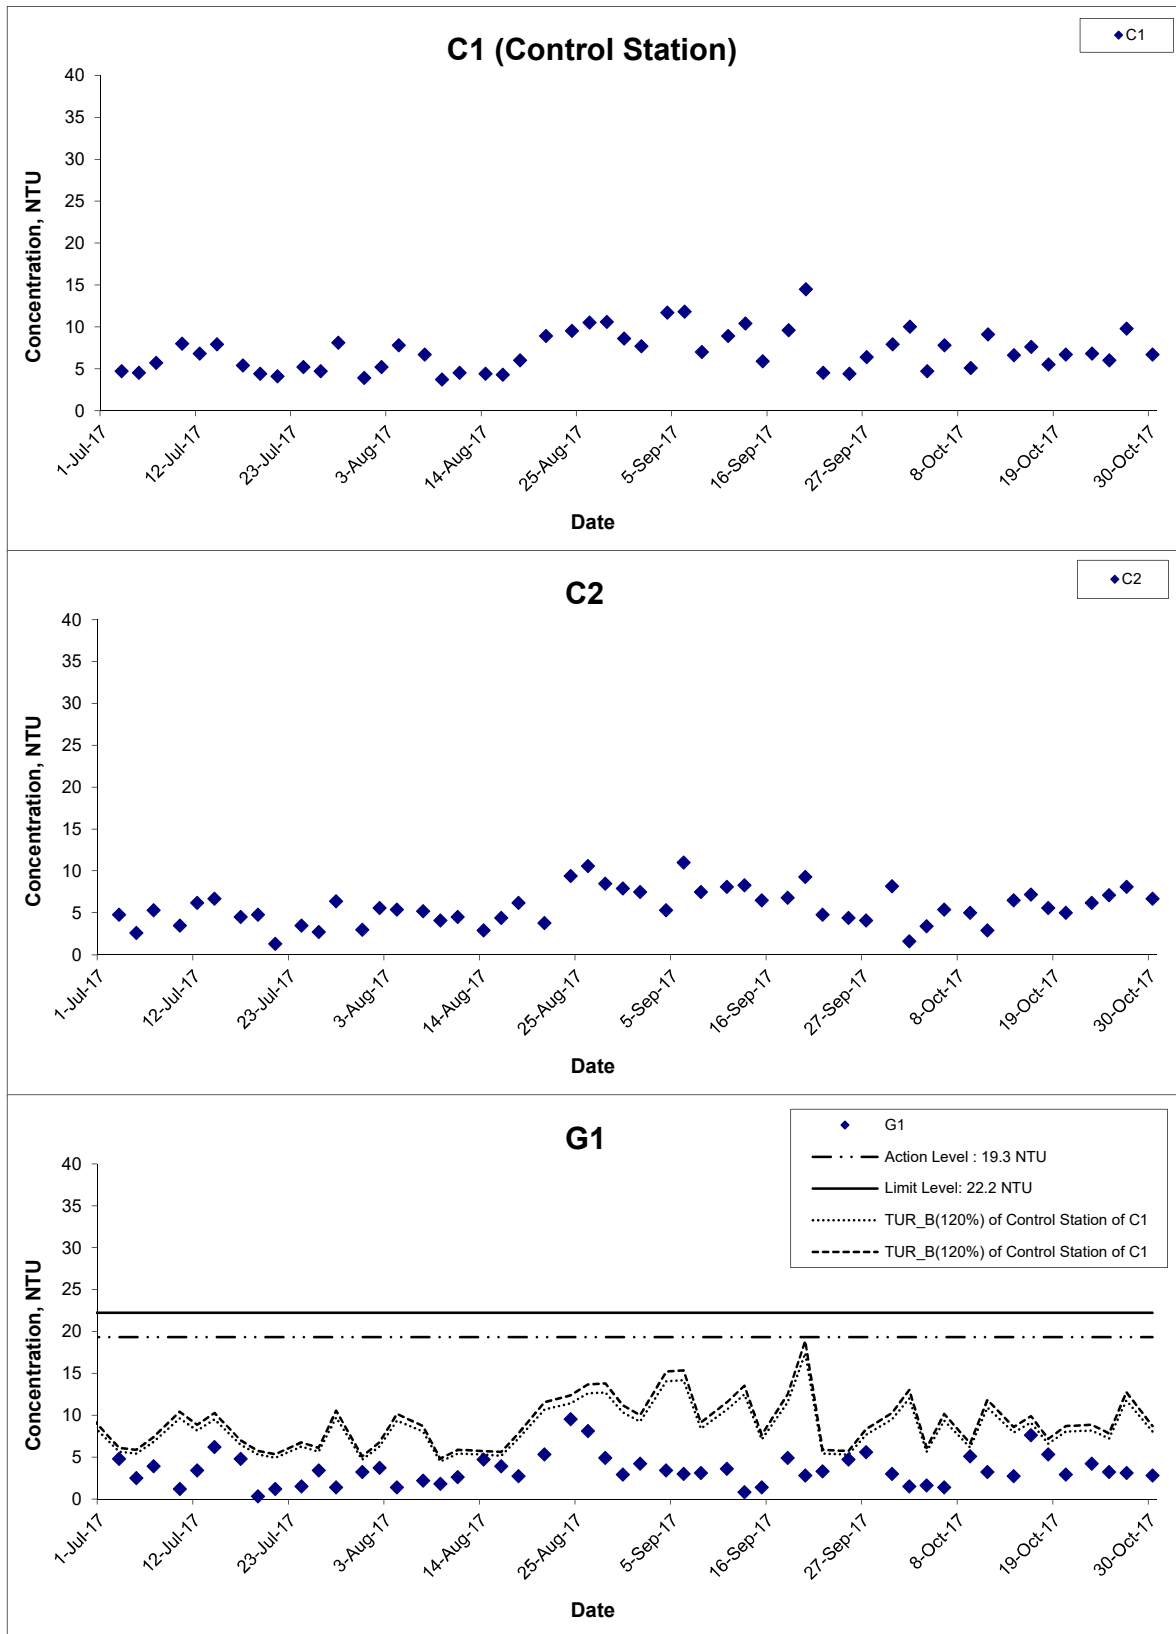 C1 (Control Station)
C1
40
35
30
25
20
15
10
5
0
Concentration, NTU
1-Jul-17
12-Jul-17
23-Jul-17
3-Aug-17
14-Aug-17
25-Aug-17
5-Sep-17
16-Sep-17
27-Sep-17
8-Oct-17
19-Oct-17
30-Oct-17
Date
C2
C2
40
35
30
25
20
15
10
5
0
Concentration, NTU
1-Jul-17
12-Jul-17
23-Jul-17
3-Aug-17
14-Aug-17
25-Aug-17
5-Sep-17
16-Sep-17
27-Sep-17
8-Oct-17
19-Oct-17
30-Oct-17
Date
G1
G1
Action Level : 19.3 NTU
Limit Level: 22.2 NTU
TUR_B(120%) of Control Station of C1
TUR_B(120%) of Control Station of C1
40
35
30
25
20
15
10
5
0
Concentration, NTU
1-Jul-17
12-Jul-17
23-Jul-17
3-Aug-17
14-Aug-17
25-Aug-17
5-Sep-17
16-Sep-17
27-Sep-17
8-Oct-17
19-Oct-17
30-Oct-17
Date